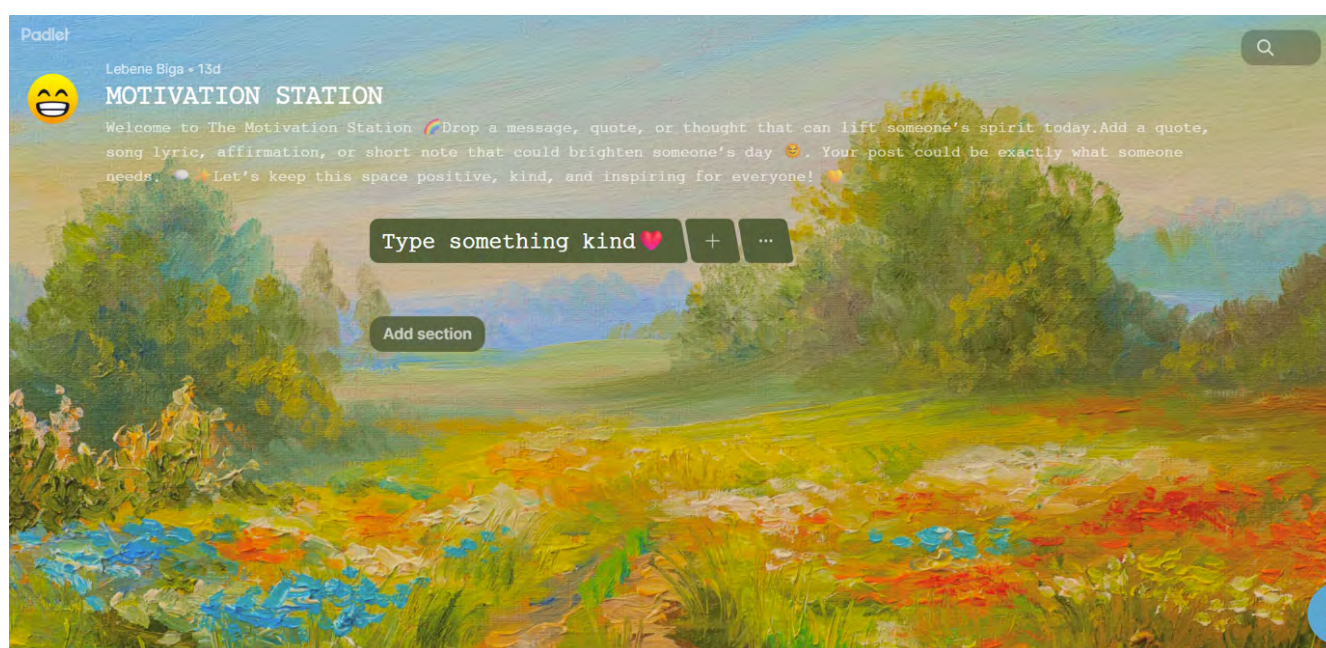 Padlet
Lebene Biga • 13d
MOTIVATION STATION
Welcome to The Motivation Station 🌈Drop a message, quote, or thought that can lift someone's spirit today.Add a quote,
song lyric, affirmation, or short note that could brighten someone's day 🥰. Your post could be exactly what someone
needs. 💭✨Let's keep this space positive, kind, and inspiring for everyone! 💛
Type something kind💗 + ...
Add section